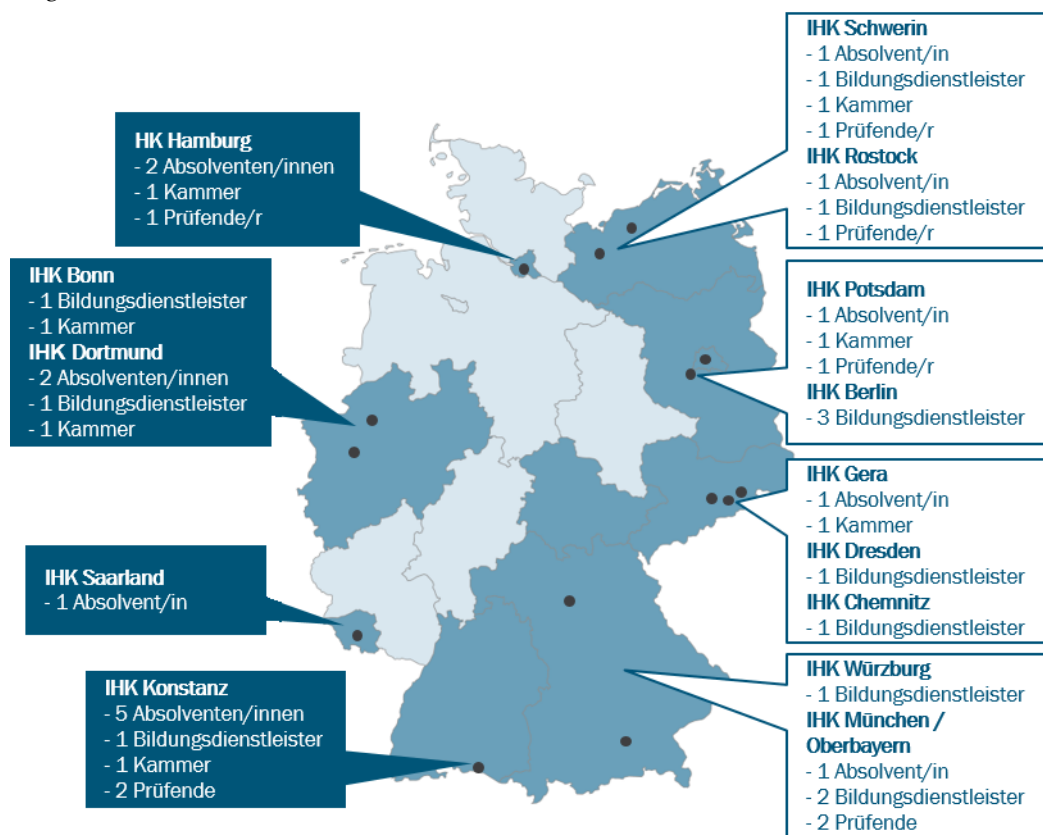 HK Hamburg
- 2 Absolventen/innen
- 1 Kammer
- 1 Prüfende/r
IHK Bonn
- 1 Bildungsdienstleister
- 1 Kammer
IHK Dortmund
- 2 Absolventen/innen
- 1 Bildungsdienstleister
- 1 Kammer
IHK Saarland
- 1 Absolvent/in
IHK Konstanz
- 5 Absolventen/innen
- 1 Bildungsdienstleister
- 1 Kammer
- 2 Prüfende
IHK Schwerin
- 1 Absolvent/in
- 1 Bildungsdienstleister
- 1 Kammer
- 1 Prüfende/r
IHK Rostock
- 1 Absolvent/in
- 1 Bildungsdienstleister
- 1 Prüfende/r
IHK Potsdam
- 1 Absolvent/in
- 1 Kammer
- 1 Prüfende/r
IHK Berlin
- 3 Bildungsdienstleister
IHK Gera
- 1 Absolvent/in
- 1 Kammer
IHK Dresden
- 1 Bildungsdienstleister
IHK Chemnitz
- 1 Bildungsdienstleister
IHK Würzburg
- 1 Bildungsdienstleister
IHK München /
Oberbayern
- 1 Absolvent/in
- 2 Bildungsdienstleister
- 2 Prüfende